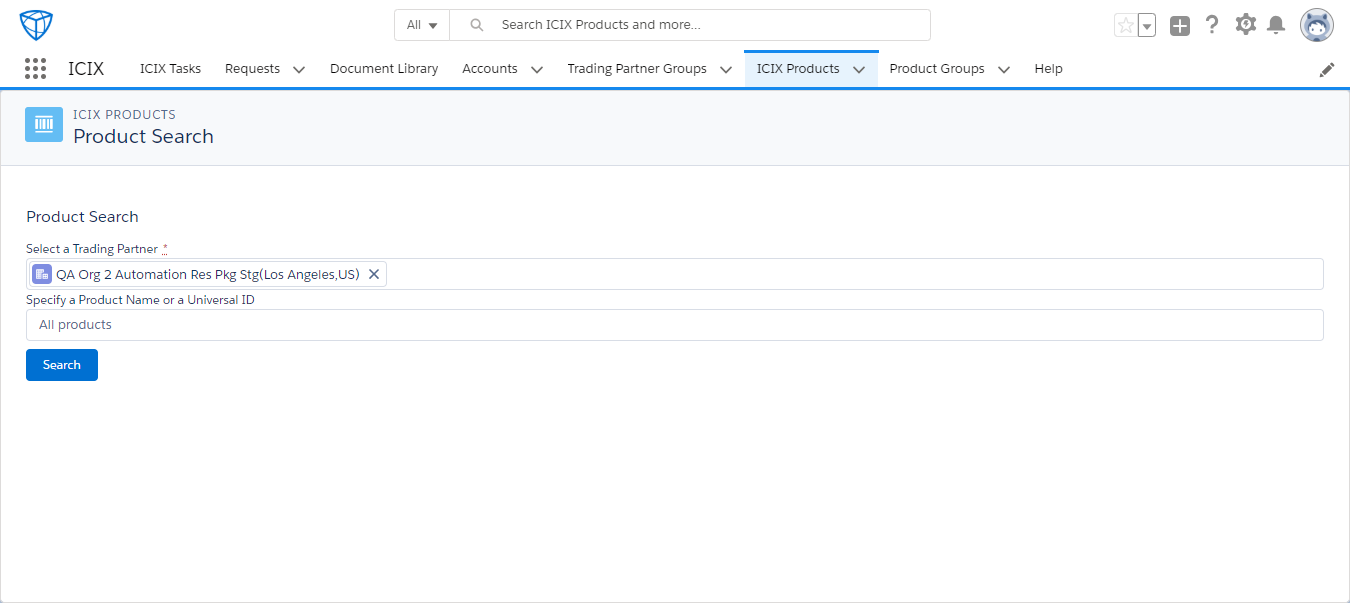 All
Search ICIX Products and more...
ICIX
ICIX Tasks
Requests
Document Library
Accounts
Trading Partner Groups
ICIX Products
Product Groups
Help
ICIX PRODUCTS
Product Search
Product Search
Select a Trading Partner *
QA Org 2 Automation Res Pkg Stg(Los Angeles,US)
Specify a Product Name or a Universal ID
All products
Search